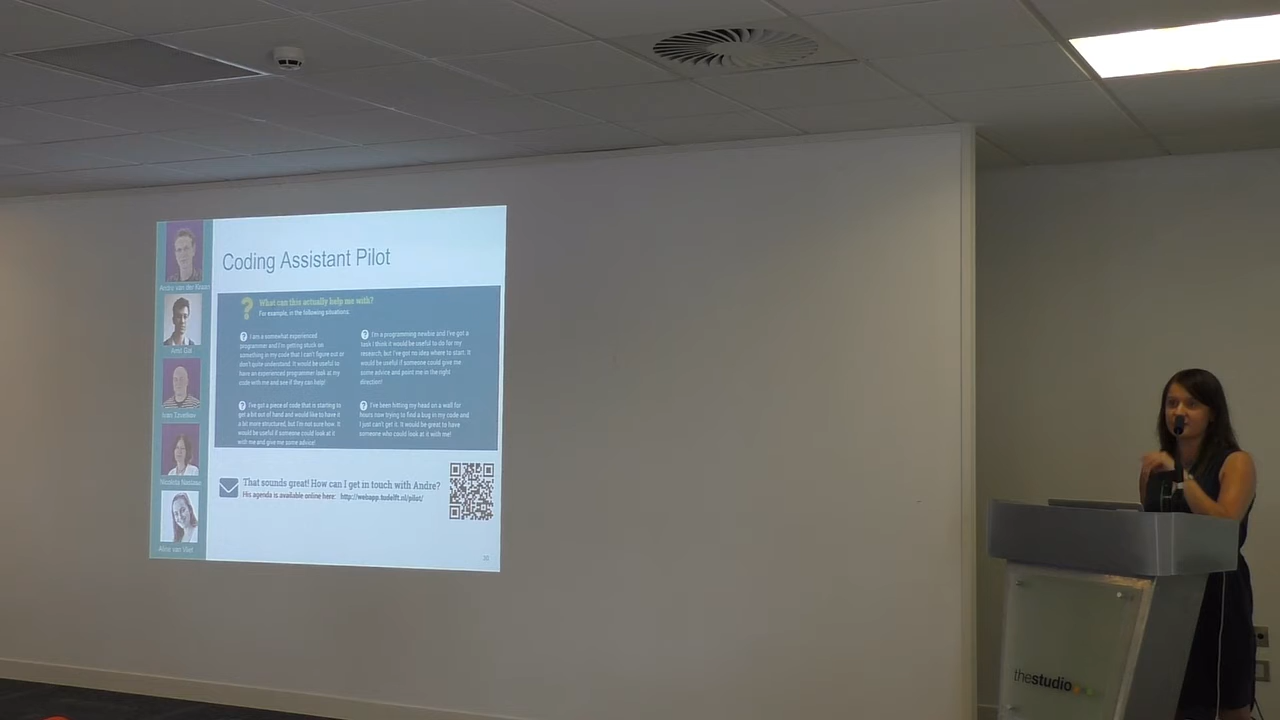 Coding Assistant Pilot
What can this actually help me with?
For example, in the following situations:
I am a somewhat experienced
programmer and I'm getting stuck on
something in my code that I can't figure out or
don't quite understand. It would be useful to
have an experienced programmer look at my
code with me and see if they can help!
I'm a programming newbie and I've got a
task I think it would be useful to do for my
research, but I've got no idea where to start. It
would be useful if someone could give me
some advice and point me in the right
direction!
I've got a piece of code that is starting to
get a bit out of hand and would like to have it
a bit more structured, but I'm not sure how. It
would be useful if someone could look at it
with me and give me some advice!
I've been hitting my head on a wall for
hours now trying to find a bug in my code and
I just can't get it. It would be great to have
someone who could look at it with me!
That sounds great! How can I get in touch with Andre?
His agenda is available online here: http://webapp.tudelft.nl/pilot/
Andre van der
Nicoleta Nastase
Aline van Vliet
20
thestudio